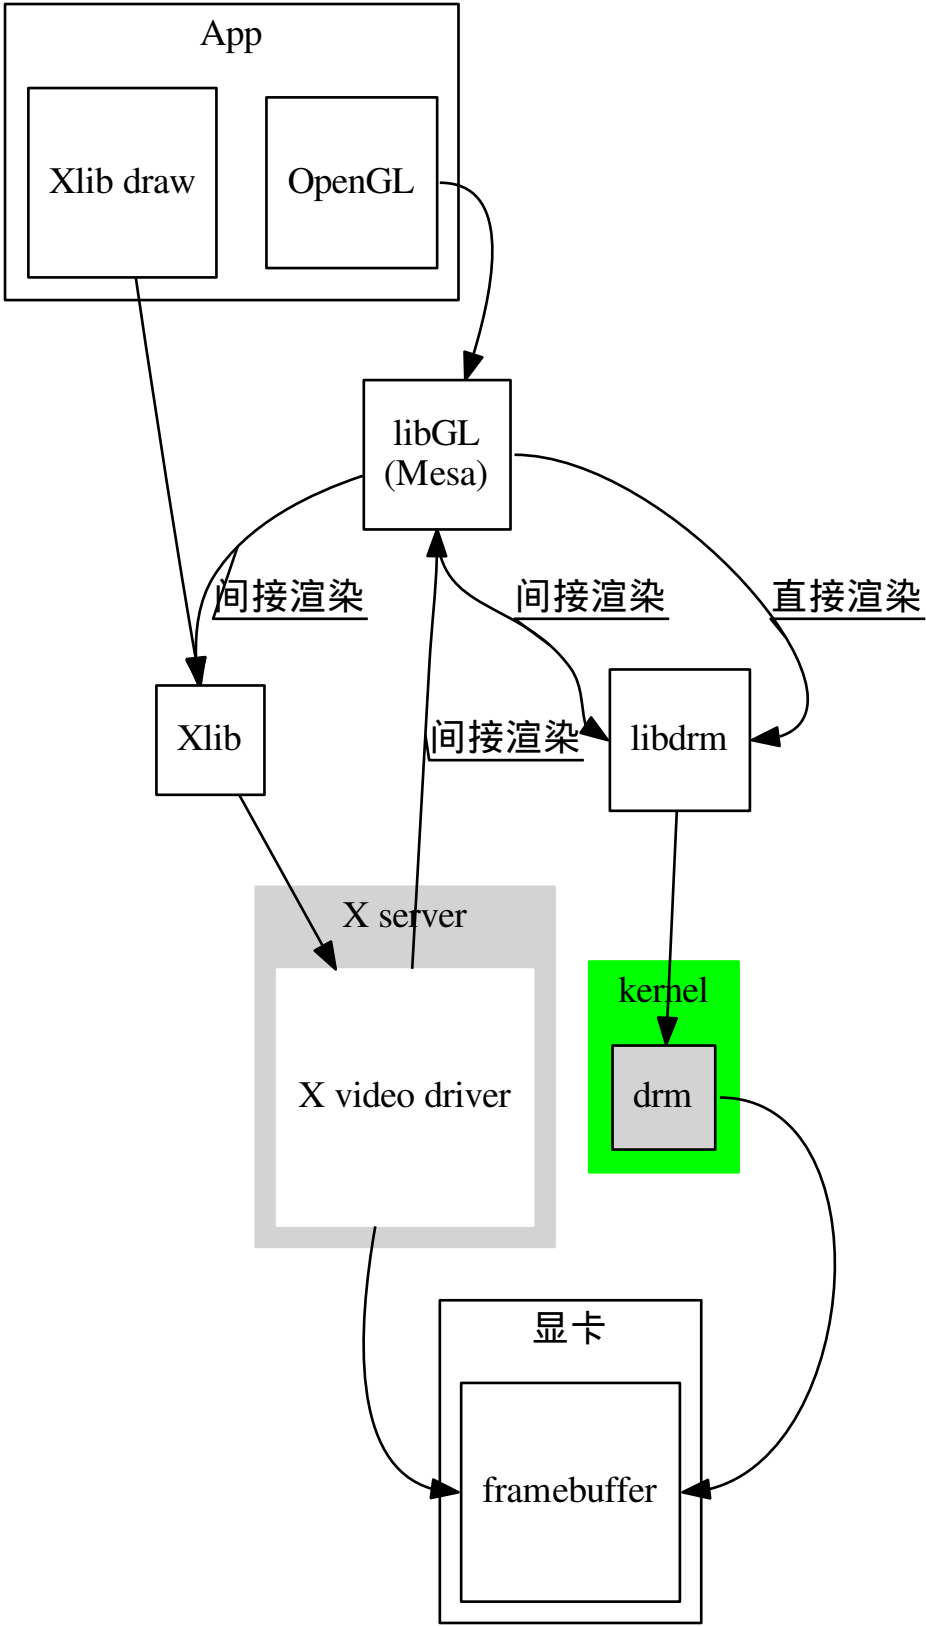 App
Xlib draw
OpenGL
libGL
(Mesa)
间接渲染
间接渲染
直接渲染
Xlib
间接渲染
libdrm
X server
kernel
X video driver
drm
显卡
framebuffer